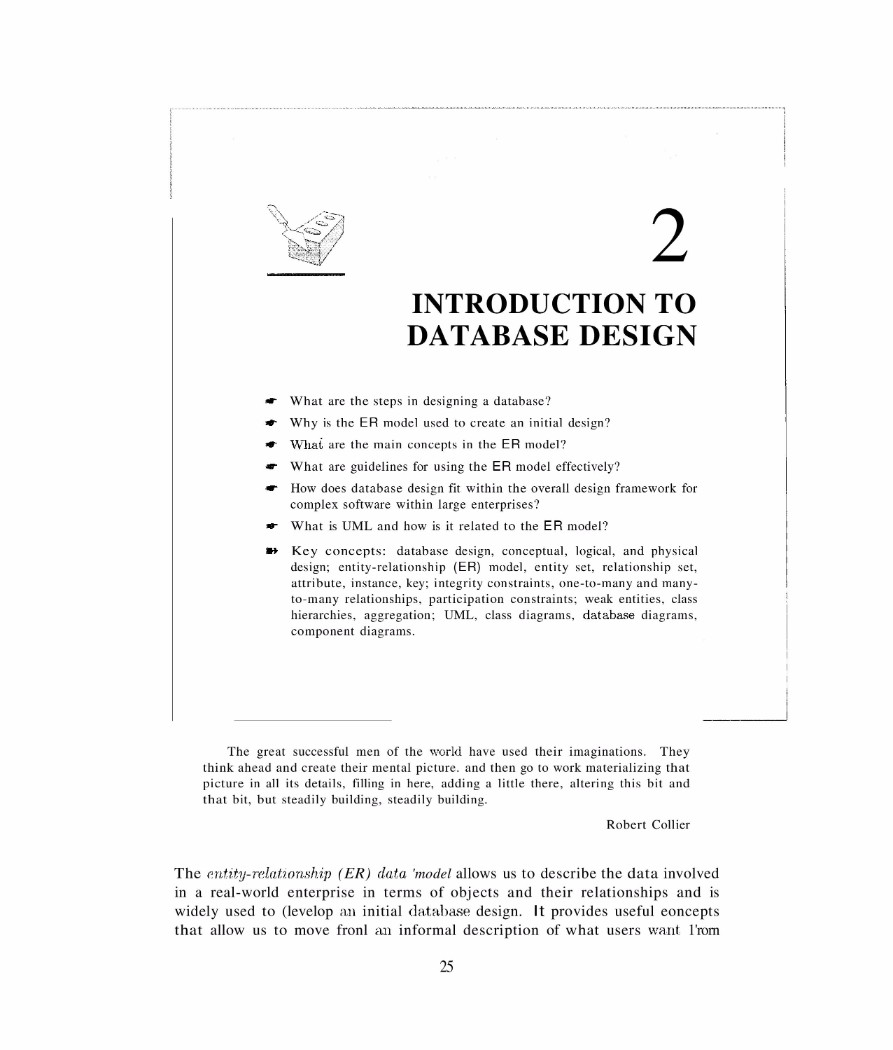 2
INTRODUCTION TO
DATABASE DESIGN
☛ What are the steps in designing a database?
☛ Why is the ER model used to create an initial design?
☛ What are the main concepts in the ER model?
☛ What are guidelines for using the ER model effectively?
☛ How does database design fit within the overall design framework for
complex software within large enterprises?
☛ What is UML and how is it related to the ER model?
➽ Key concepts: database design, conceptual, logical, and physical
design; entity-relationship (ER) model, entity set, relationship set,
attribute, instance, key; integrity constraints, one-to-many and many-
to-many relationships, participation constraints; weak entities, class
hierarchies, aggregation; UML, class diagrams, database diagrams,
component diagrams.
The great successful men of the world have used their imaginations. They
think ahead and create their mental picture. and then go to work materializing that
picture in all its details, filling in here, adding a little there, altering this bit and
that bit, but steadily building, steadily building.
Robert Collier
The entity-relationship (ER) data 'model allows us to describe the data involved
in a real-world enterprise in terms of objects and their relationships and is
widely used to (levelop an initial database design. It provides useful eoncepts
that allow us to move fronl an informal description of what users want l'rom
25